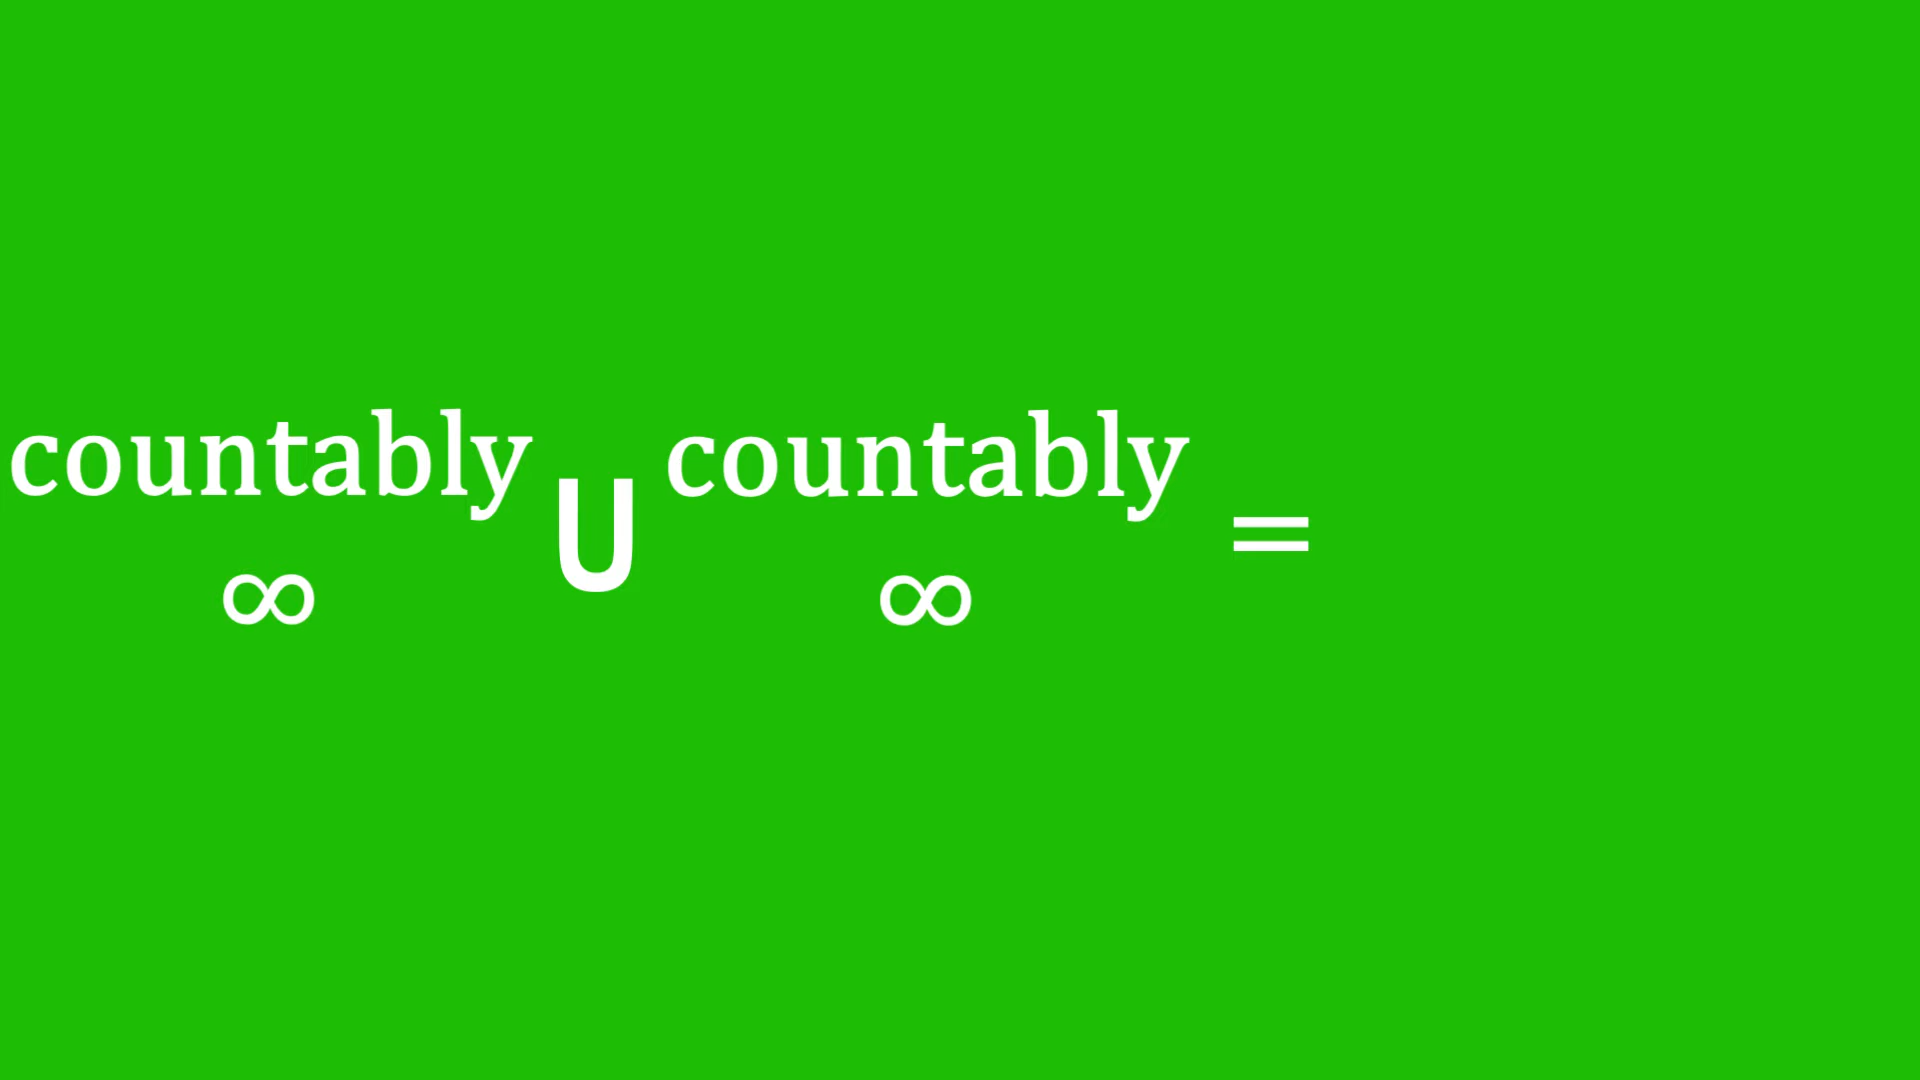 countably ∪ countably =
∞ ∞